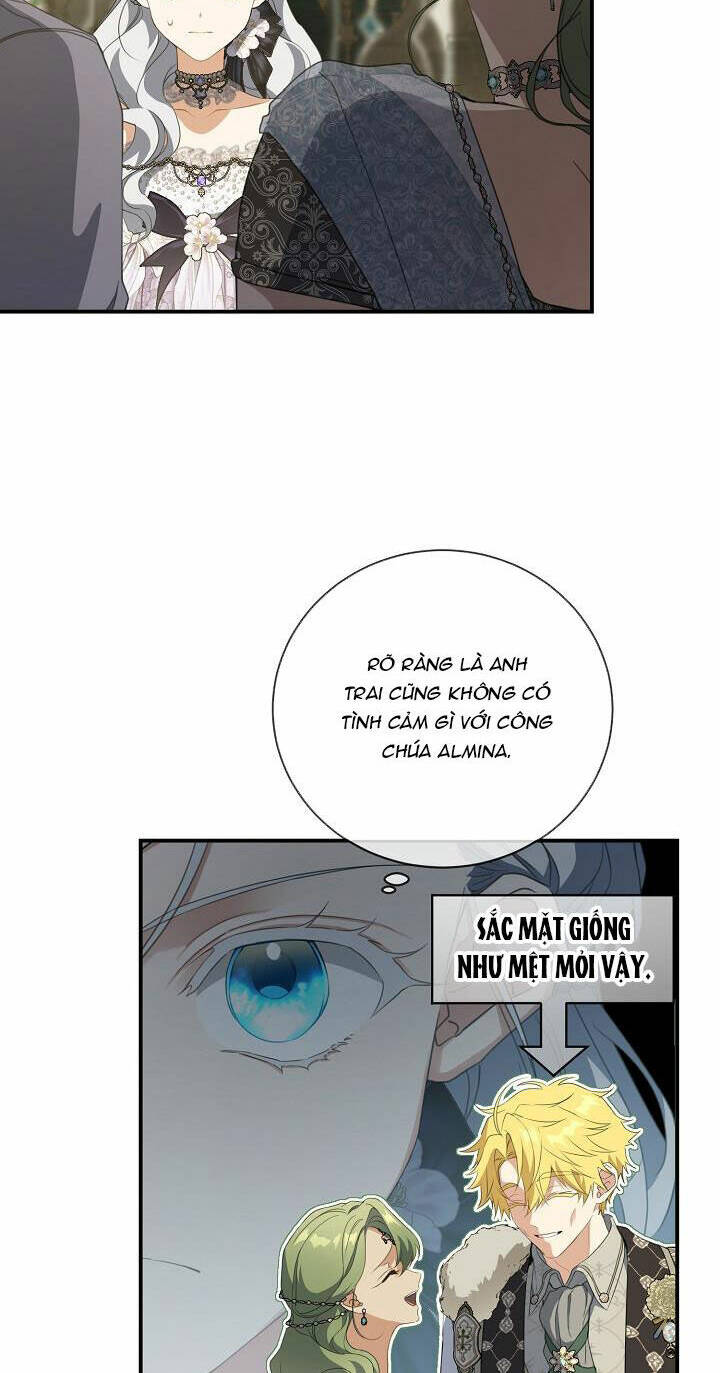 RÕ RÀNG LÀ ANH
TRAI CŨNG KHÔNG CÓ
TÌNH CẢM GÌ VỚI CÔNG
CHÚA ALMINA.
SẮC MẶT GIỐNG
NHƯ MỆT MỎI VẬY.